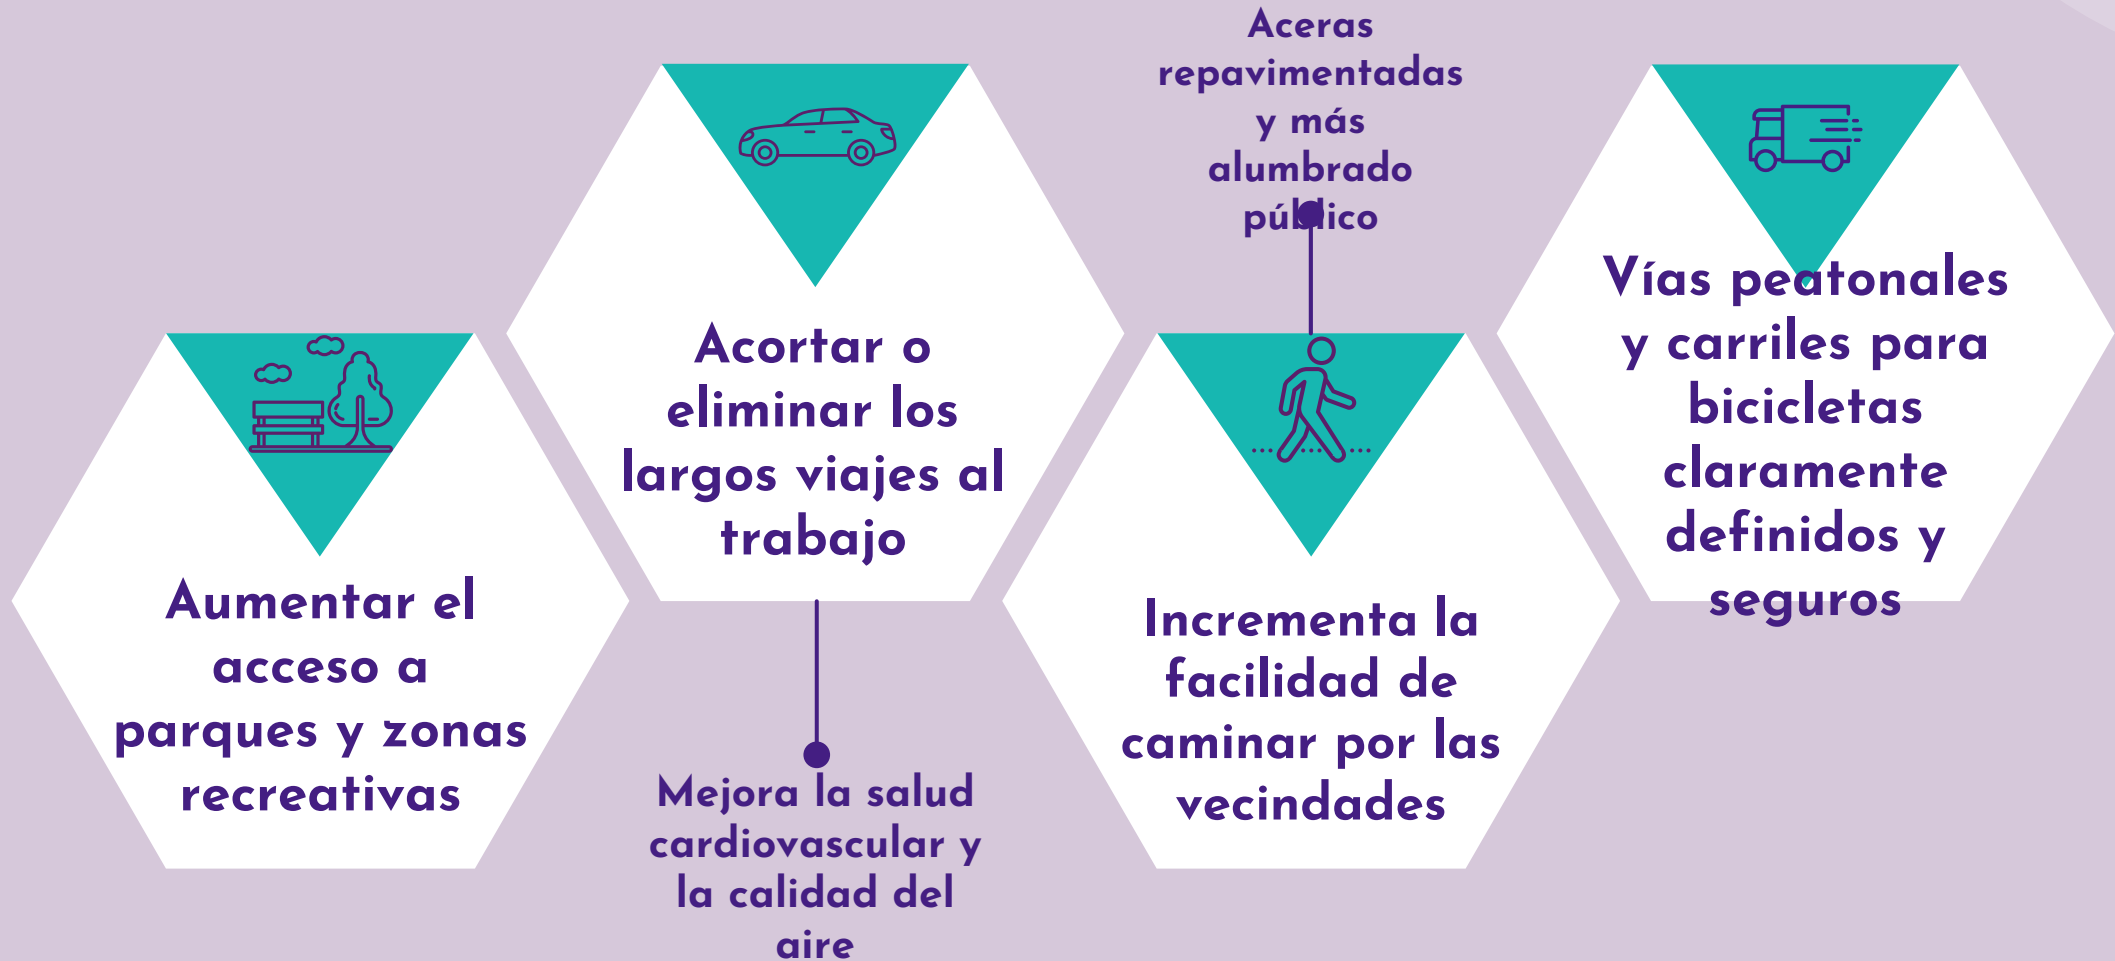 Aumentar el
acceso a
parques y zonas
recreativas
Acortar o
eliminar los
largos viajes al
trabajo
Mejora la salud
cardiovascular y
la calidad del
aire
Aceras
repavimentadas
y más
alumbrado
público
Incrementa la
facilidad de
caminar por las
vecindades
Vías peatonales
y carriles para
bicicletas
claramente
definidos y
seguros